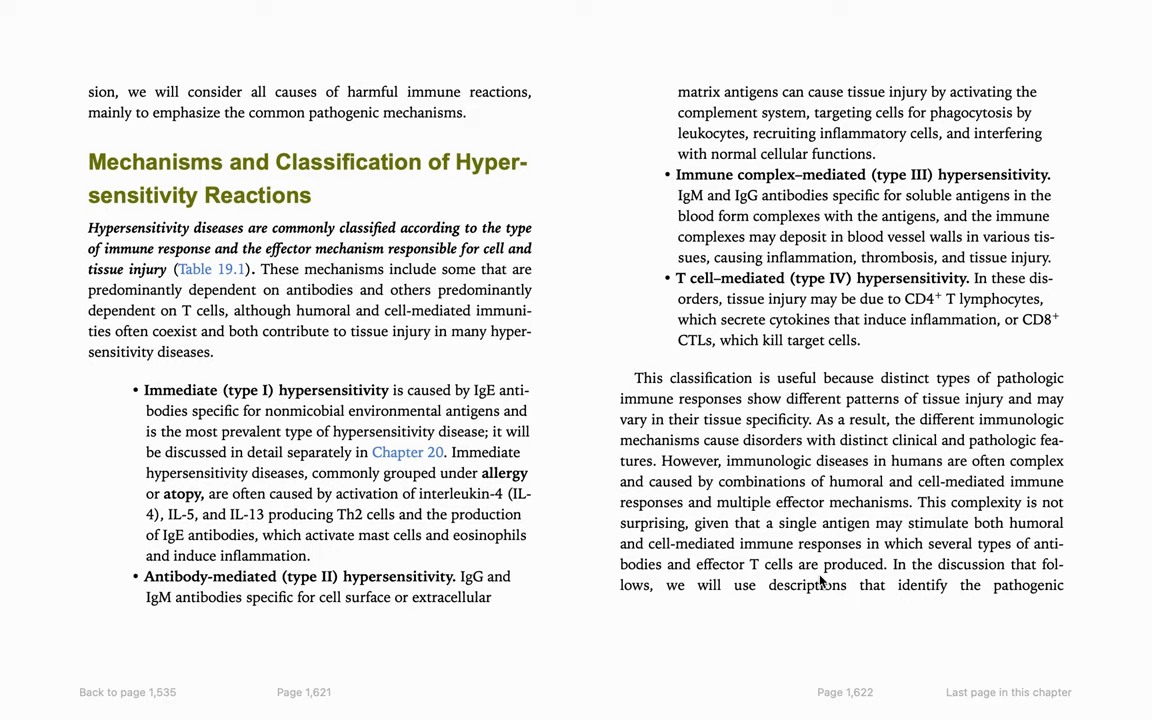 sion, we will consider all causes of harmful immune reactions,
mainly to emphasize the common pathogenic mechanisms.
Mechanisms and Classification of Hyper-
sensitivity Reactions
Hypersensitivity diseases are commonly classified according to the type
of immune response and the effector mechanism responsible for cell and
tissue injury (Table 19.1). These mechanisms include some that are
predominantly dependent on antibodies and others predominantly
dependent on T cells, although humoral and cell-mediated immuni-
ties often coexist and both contribute to tissue injury in many hyper-
sensitivity diseases.
• Immediate (type I) hypersensitivity is caused by IgE anti-
bodies specific for nonmicobial environmental antigens and
is the most prevalent type of hypersensitivity disease; it will
be discussed in detail separately in Chapter 20. Immediate
hypersensitivity diseases, commonly grouped under allergy
or atopy, are often caused by activation of interleukin-4 (IL-
4), IL-5, and IL-13 producing Th2 cells and the production
of IgE antibodies, which activate mast cells and eosinophils
and induce inflammation.
• Antibody-mediated (type II) hypersensitivity. IgG and
IgM antibodies specific for cell surface or extracellular
matrix antigens can cause tissue injury by activating the
complement system, targeting cells for phagocytosis by
leukocytes, recruiting inflammatory cells, and interfering
with normal cellular functions.
• Immune complex–mediated (type III) hypersensitivity.
IgM and IgG antibodies specific for soluble antigens in the
blood form complexes with the antigens, and the immune
complexes may deposit in blood vessel walls in various tis-
sues, causing inflammation, thrombosis, and tissue injury.
• T cell–mediated (type IV) hypersensitivity. In these dis-
orders, tissue injury may be due to CD4⁺ T lymphocytes,
which secrete cytokines that induce inflammation, or CD8⁺
CTLs, which kill target cells.
This classification is useful because distinct types of pathologic
immune responses show different patterns of tissue injury and may
vary in their tissue specificity. As a result, the different immunologic
mechanisms cause disorders with distinct clinical and pathologic fea-
tures. However, immunologic diseases in humans are often complex
and caused by combinations of humoral and cell-mediated immune
responses and multiple effector mechanisms. This complexity is not
surprising, given that a single antigen may stimulate both humoral
and cell-mediated immune responses in which several types of anti-
bodies and effector T cells are produced. In the discussion that fol-
lows, we will use descriptions that identify the pathogenic
Back to page 1,535
Page 1,621
Page 1,622
Last page in this chapter